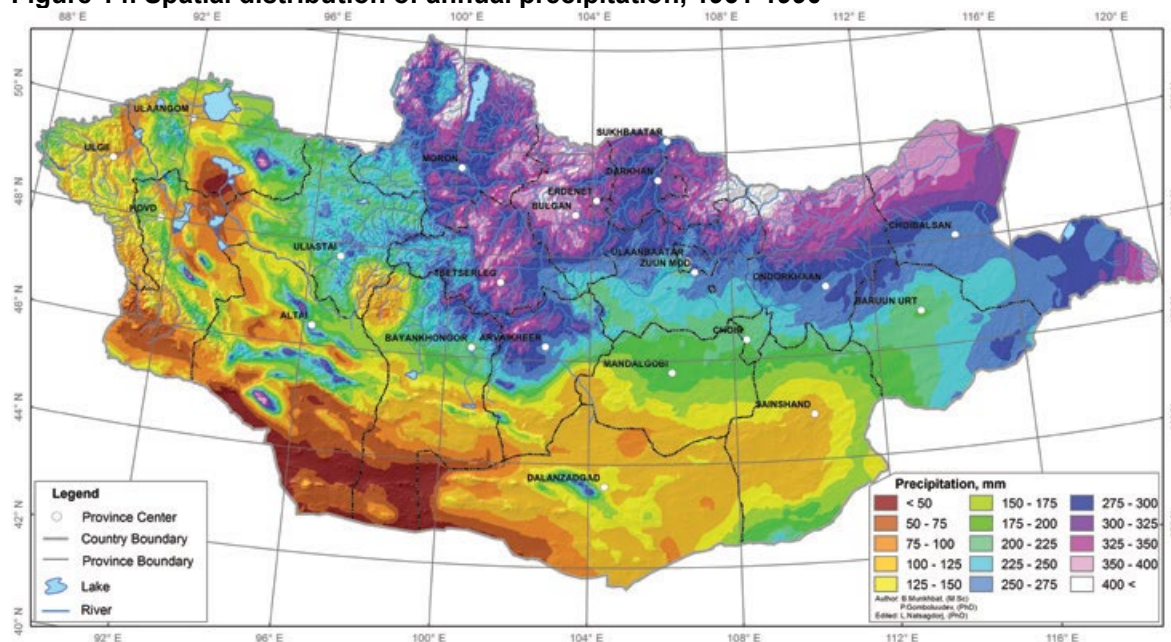 Figure 14. Spatial distribution of annual precipitation, 1961-1990
88° E 92° E 96° E 100° E 104° E 108° E 112° E 116° E 120° E
50° N
48° N
46° N
44° N
42° N
40° N
ULAANGOM
ULGII
HOVD
ULIASTAI
ALTAI
MORON
SUKHBAATAR
DARKHAN
ERDENET
BULGAN
ULAANBAATAR
ZUUN MOD
TSETSERLEG
BAYANKHONGOR
ARVAIKHEER
ONDORKHAAN
CHOIBALSAN
BARUUN URT
CHOIR
MANDALGOBI
SAINSHAND
DALANZADGAD
Legend
Province Center
Country Boundary
Province Boundary
Lake
River
Precipitation, mm
< 50 150 - 175 275 - 300
50 - 75 175 - 200 300 - 325
75 - 100 200 - 225 325 - 350
100 - 125 225 - 250 350 - 400
125 - 150 250 - 275 400 <
Author: B.Munkhbat, (M.Sc)
P.Gomboluudev, (PhD)
Edited: L.Natsagdorj, (PhD)
92° E 96° E 100° E 104° E 108° E 112° E 116° E